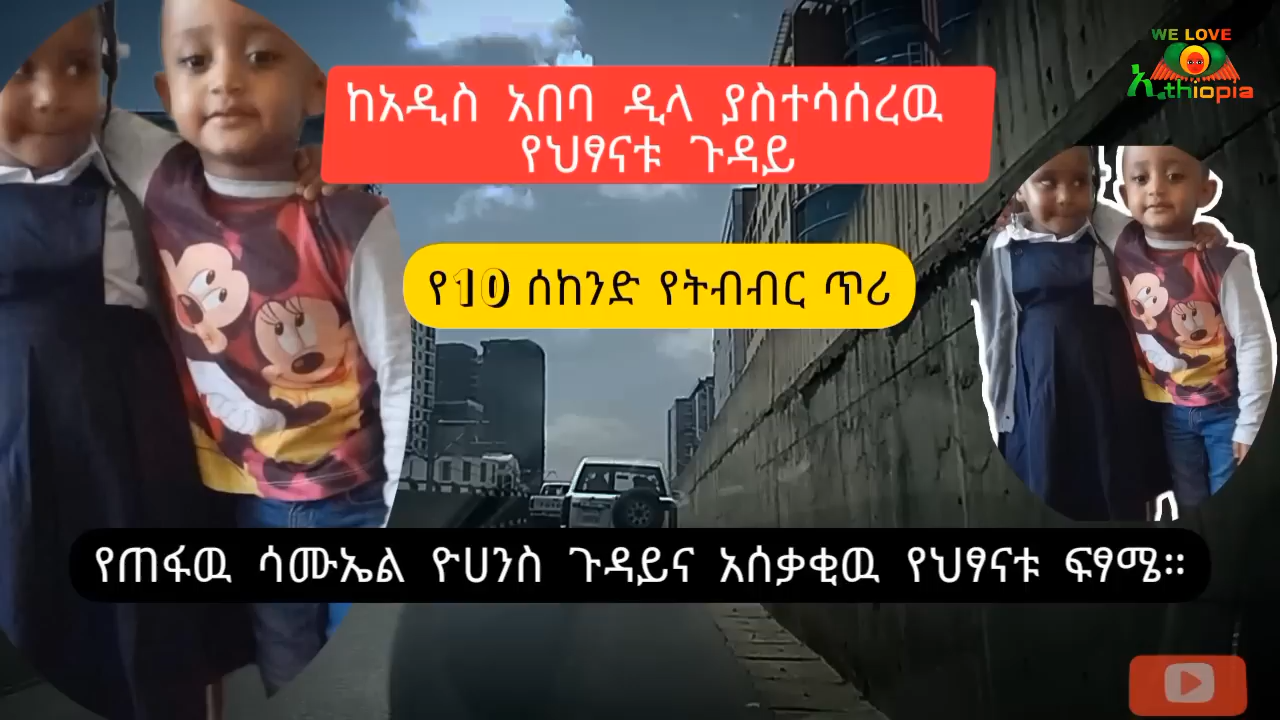 WE LOVE
ኢthiopia
ከአዲስ አበባ ዲላ ያስተሳሰረዉ
የህፃናቱ ጉዳይ
የ10 ሰከንድ የትብብር ጥሪ
የጠፋዉ ሳሙኤል ዮሀንስ ጉዳይና አሰቃቂዉ የህፃናቱ ፍፃሜ።